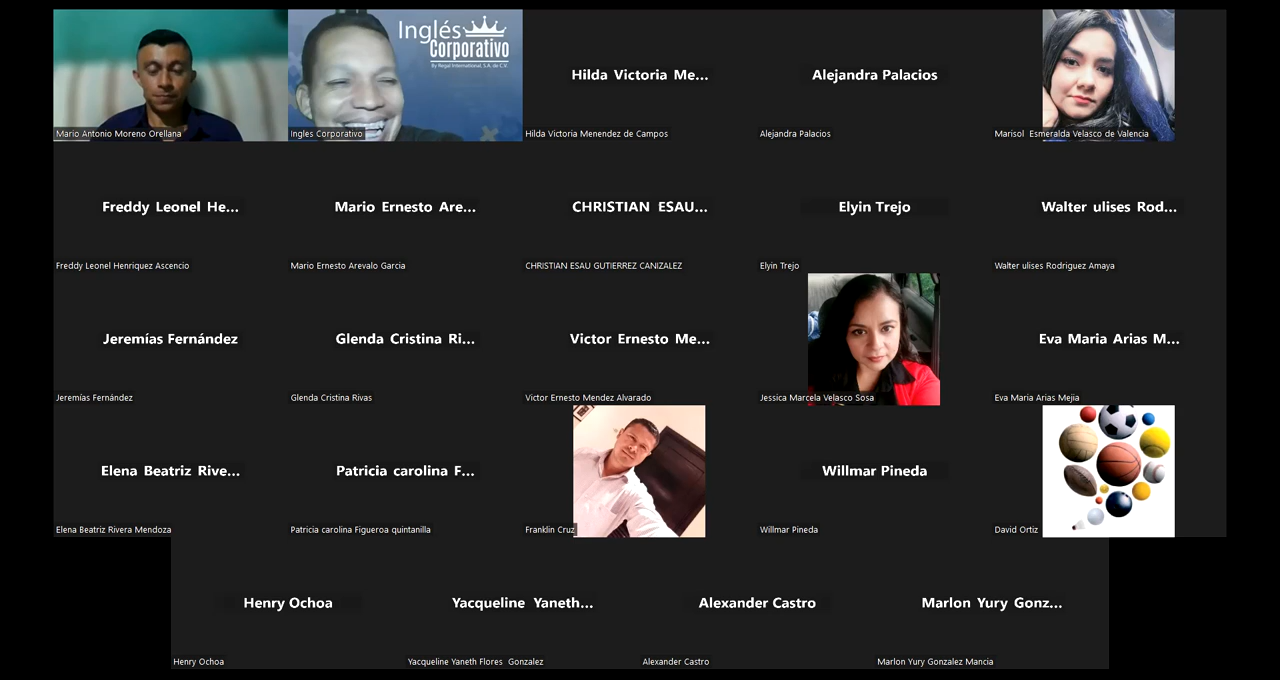 Inglés
Corporativo
By Regal International, S.A. de C.V.
Hilda Victoria Me...
Alejandra Palacios
Mario Antonio Moreno Orellana
Ingles Corporativo
Hilda Victoria Menendez de Campos
Alejandra Palacios
Marisol Esmeralda Velasco de Valencia
Freddy Leonel He...
Mario Ernesto Are...
CHRISTIAN ESAU...
Elyin Trejo
Walter ulises Rod...
Freddy Leonel Henriquez Ascencio
Mario Ernesto Arevalo Garcia
CHRISTIAN ESAU GUTIERREZ CANIZALEZ
Elyin Trejo
Walter ulises Rodriguez Amaya
Jeremías Fernández
Glenda Cristina Ri...
Victor Ernesto Me...
Eva Maria Arias M...
Jeremías Fernández
Glenda Cristina Rivas
Victor Ernesto Mendez Alvarado
Jessica Marcela Velasco Sosa
Eva Maria Arias Mejia
Elena Beatriz Rive...
Patricia carolina F...
Willmar Pineda
Elena Beatriz Rivera Mendoza
Patricia carolina Figueroa quintanilla
Franklin Cruz
Willmar Pineda
David Ortiz
Henry Ochoa
Yacqueline Yaneth...
Alexander Castro
Marlon Yury Gonz...
Henry Ochoa
Yacqueline Yaneth Flores Gonzalez
Alexander Castro
Marlon Yury Gonzalez Mancia